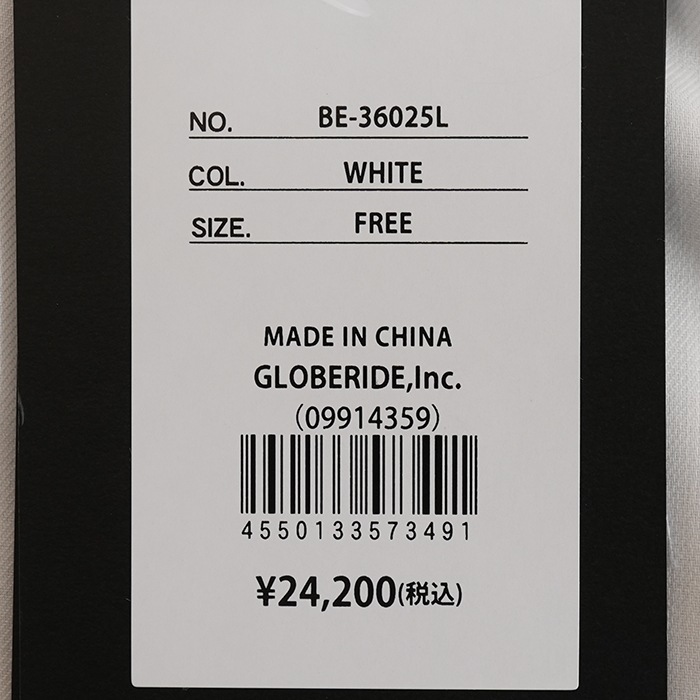 NO. BE-36025L
COL. WHITE
SIZE. FREE
MADE IN CHINA
GLOBERIDE,Inc.
(09914359)
4550133573491
¥24,200(税込)